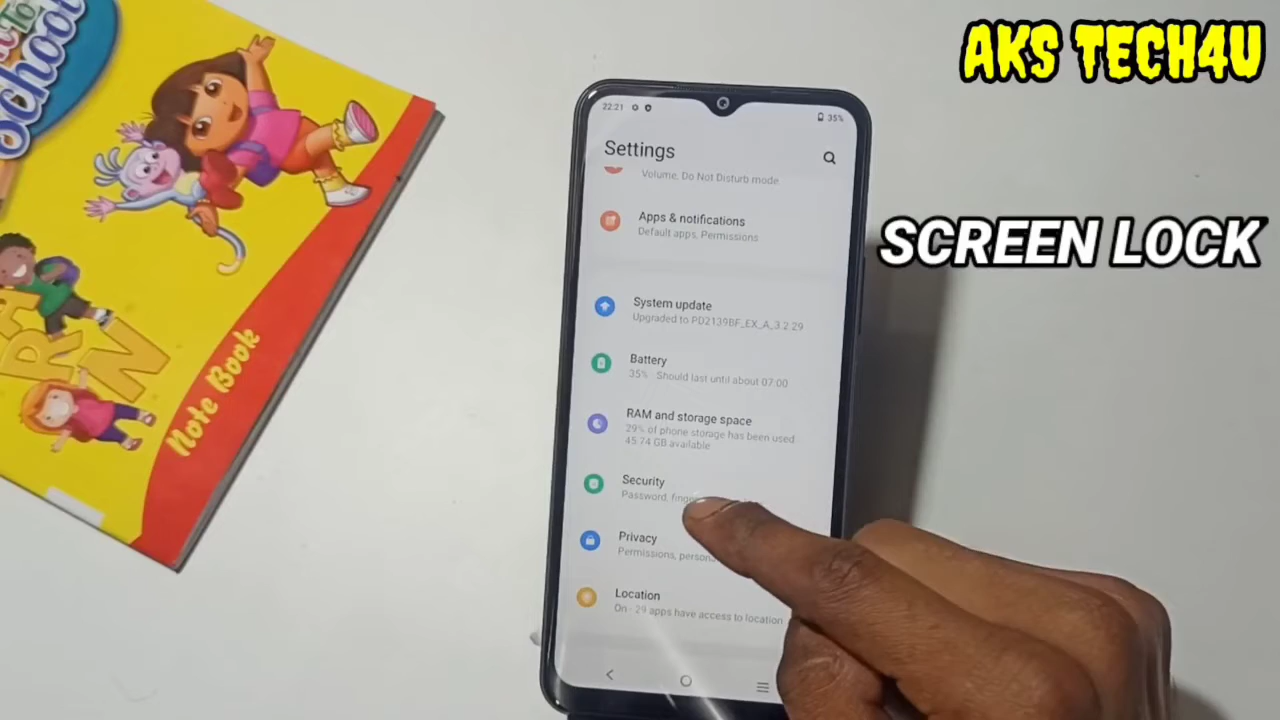 To
School
RAN
Note Book
AKS TECH4U
SCREEN LOCK
22:21
35%
Settings
Volume, Do Not Disturb mode
Apps & notifications
Default apps, Permissions
System update
Upgraded to PD2139BF_EX_A_3.2.29
Battery
35% - Should last until about 07:00
RAM and storage space
29% of phone storage has been used
45.74 GB available
Security
Password,
Privacy
Permissions,
Location
On - 29 apps have access to location